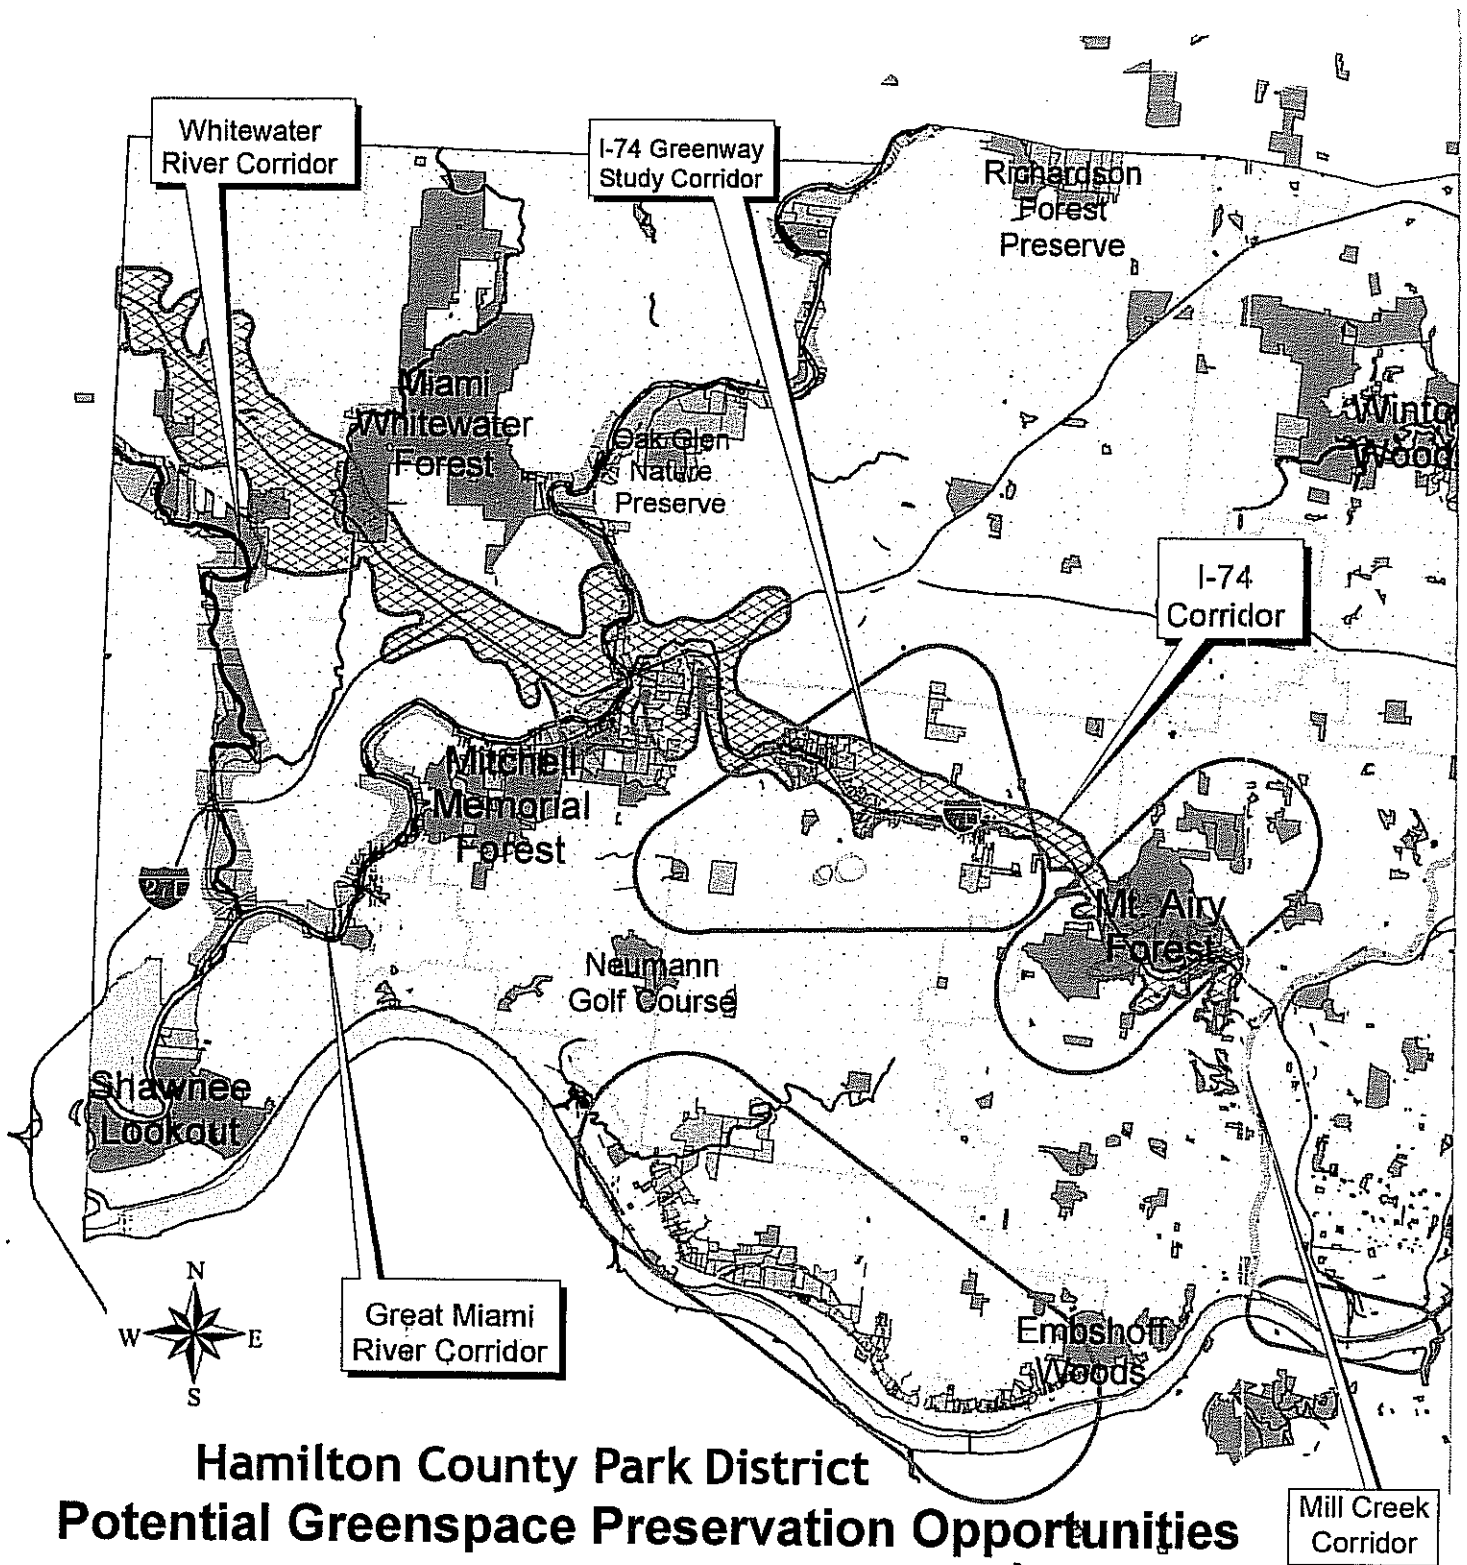 Whitewater
River Corridor
I-74 Greenway
Study Corridor
Richardson
Forest
Preserve
Miami
Whitewater
Forest
Oak Glen
Nature
Preserve
Winto
Wood
I-74
Corridor
Mitchell
Memorial
Forest
Mt. Airy
Forest
Neumann
Golf Course
Shawnee
Lookout
N
W E
S
Great Miami
River Corridor
Embshoff
Woods
Hamilton County Park District
Potential Greenspace Preservation Opportunities
Mill Creek
Corridor